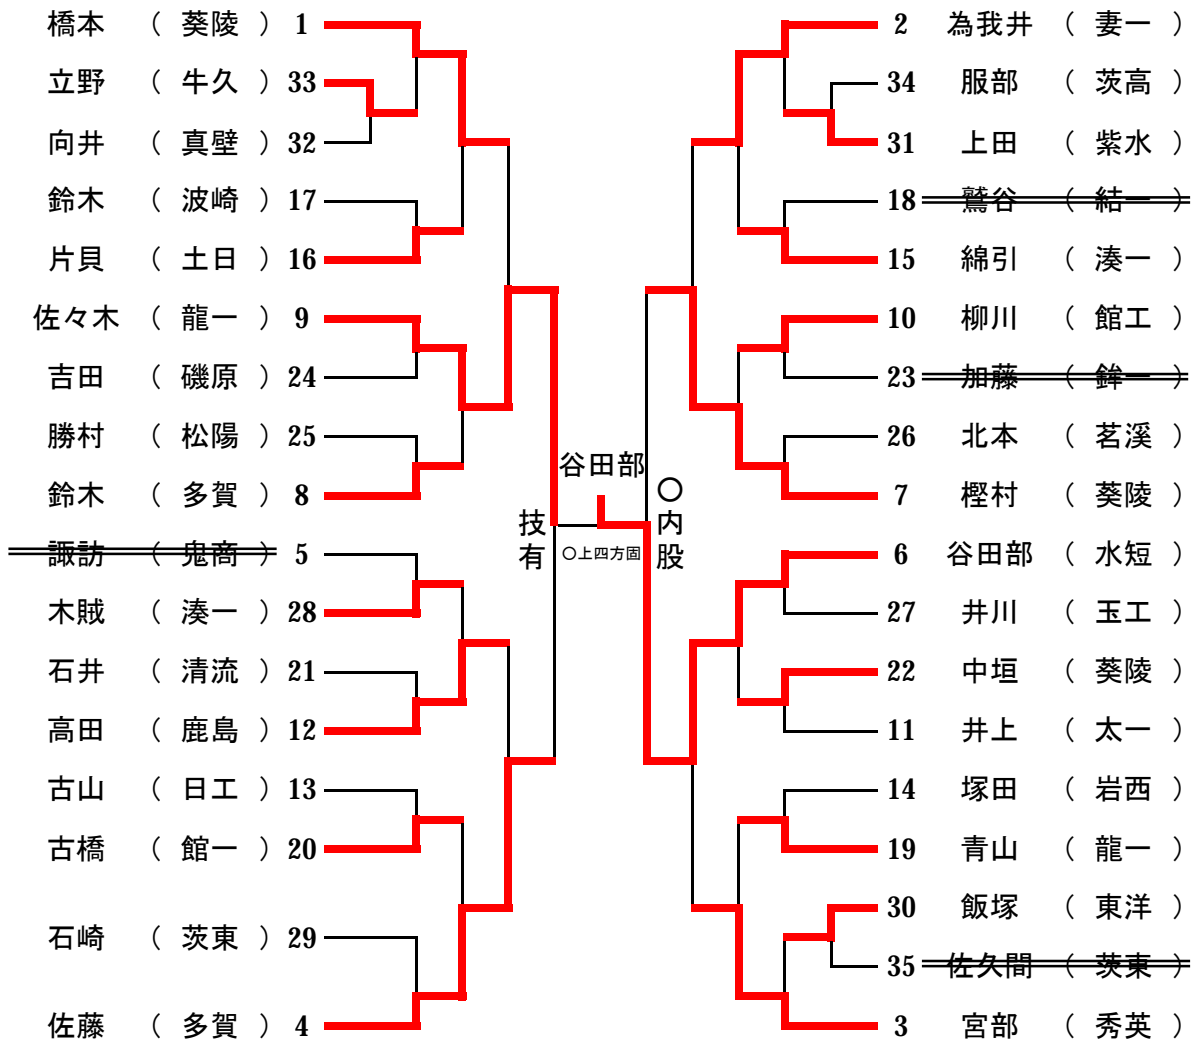 橋本 （ 葵陵 ） 1
立野 （ 牛久 ） 33
向井 （ 真壁 ） 32
鈴木 （ 波崎 ） 17
片貝 （ 土日 ） 16
佐々木 （ 龍一 ） 9
吉田 （ 磯原 ） 24
勝村 （ 松陽 ） 25
鈴木 （ 多賀 ） 8
諏訪 （ 鬼商 ） 5
木賊 （ 湊一 ） 28
石井 （ 清流 ） 21
高田 （ 鹿島 ） 12
古山 （ 日工 ） 13
古橋 （ 館一 ） 20
石崎 （ 茨東 ） 29
佐藤 （ 多賀 ） 4
谷田部
技有
〇上四方固
〇内股
2 為我井 （ 妻一 ）
34 服部 （ 茨高 ）
31 上田 （ 紫水 ）
18 鷲谷 （ 結一 ）
15 綿引 （ 湊一 ）
10 柳川 （ 館工 ）
23 加藤 （ 鉾一 ）
26 北本 （ 茗溪 ）
7 樫村 （ 葵陵 ）
6 谷田部 （ 水短 ）
27 井川 （ 玉工 ）
22 中垣 （ 葵陵 ）
11 井上 （ 太一 ）
14 塚田 （ 岩西 ）
19 青山 （ 龍一 ）
30 飯塚 （ 東洋 ）
35 佐久間 （ 茨東 ）
3 宮部 （ 秀英 ）